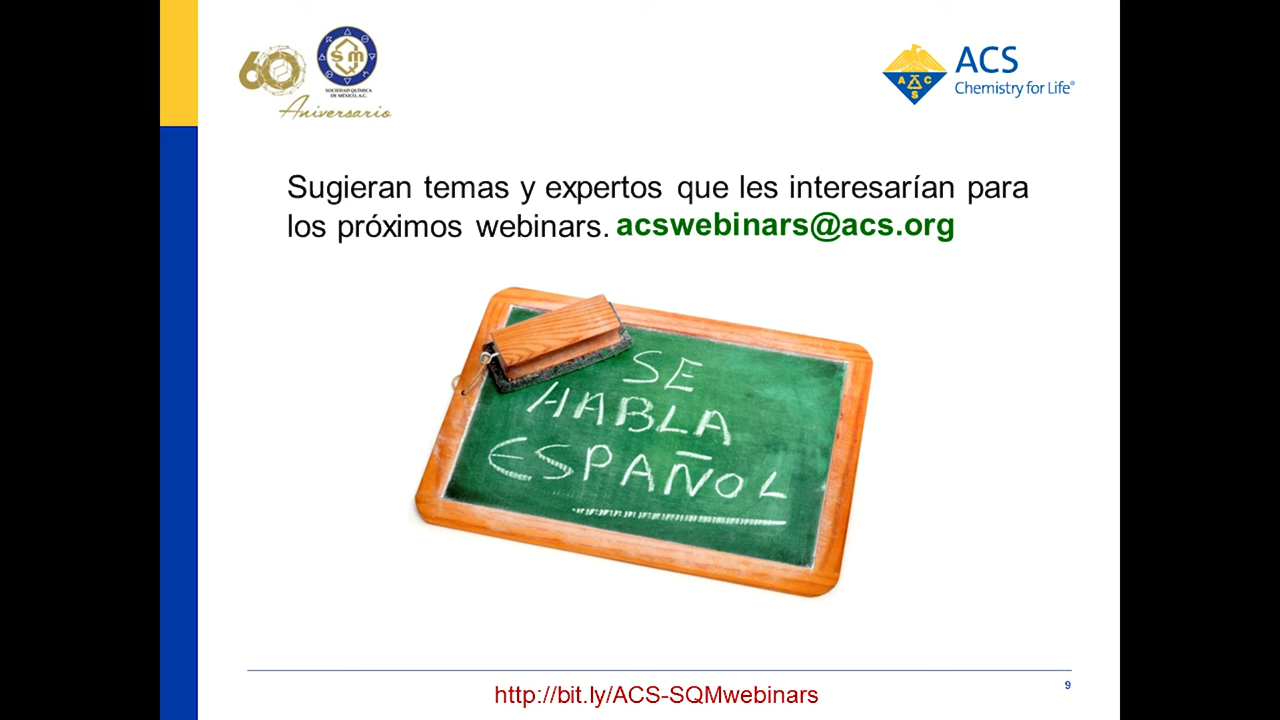 60
SQM
SOCIEDAD QUÍMICA
DE MÉXICO, A.C.
Aniversario
A C S
ACS
Chemistry for Life®
Sugieran temas y expertos que les interesarían para
los próximos webinars. acswebinars@acs.org
SE
HABLA
ESPAÑOL
9
http://bit.ly/ACS-SQMwebinars